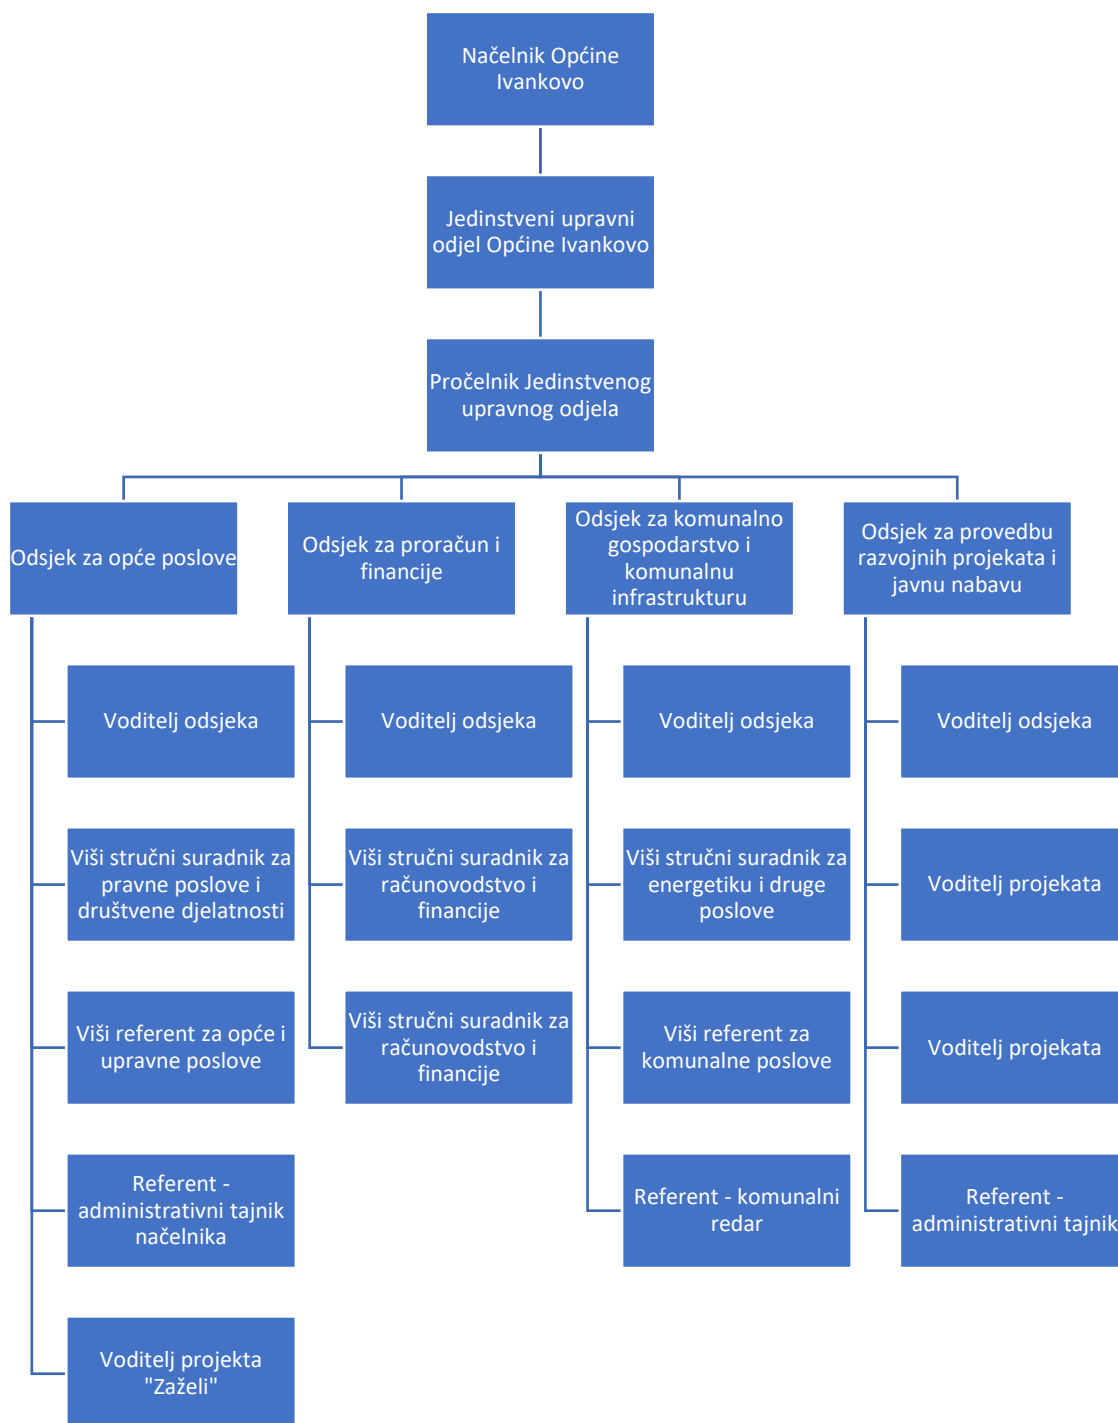 Načelnik Općine
Ivankovo
Jedinstveni upravni
odjel Općine Ivankovo
Pročelnik Jedinstvenog
upravnog odjela
Odsjek za opće poslove
Voditelj odsjeka
Viši stručni suradnik za
pravne poslove i
društvene djelatnosti
Viši referent za opće i
upravne poslove
Referent -
administrativni tajnik
načelnika
Voditelj projekta
"Zaželi"
Odsjek za proračun i
financije
Voditelj odsjeka
Viši stručni suradnik za
računovodstvo i
financije
Viši stručni suradnik za
računovodstvo i
financije
Odsjek za komunalno
gospodarstvo i
komunalnu
infrastrukturu
Voditelj odsjeka
Viši stručni suradnik za
energetiku i druge
poslove
Viši referent za
komunalne poslove
Referent - komunalni
redar
Odsjek za provedbu
razvojnih projekata i
javnu nabavu
Voditelj odsjeka
Voditelj projekata
Voditelj projekata
Referent -
administrativni tajnik